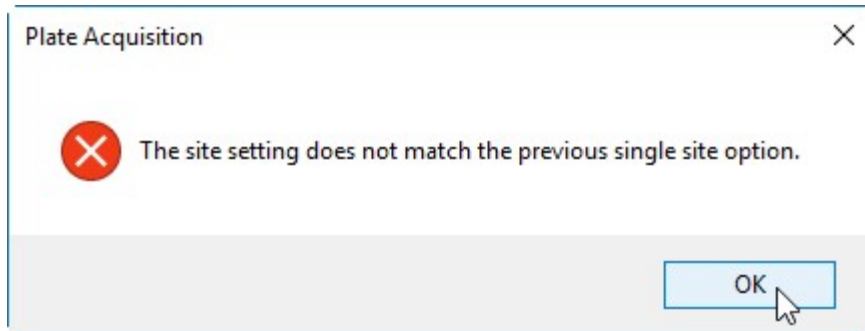 Plate Acquisition
The site setting does not match the previous single site option.
OK